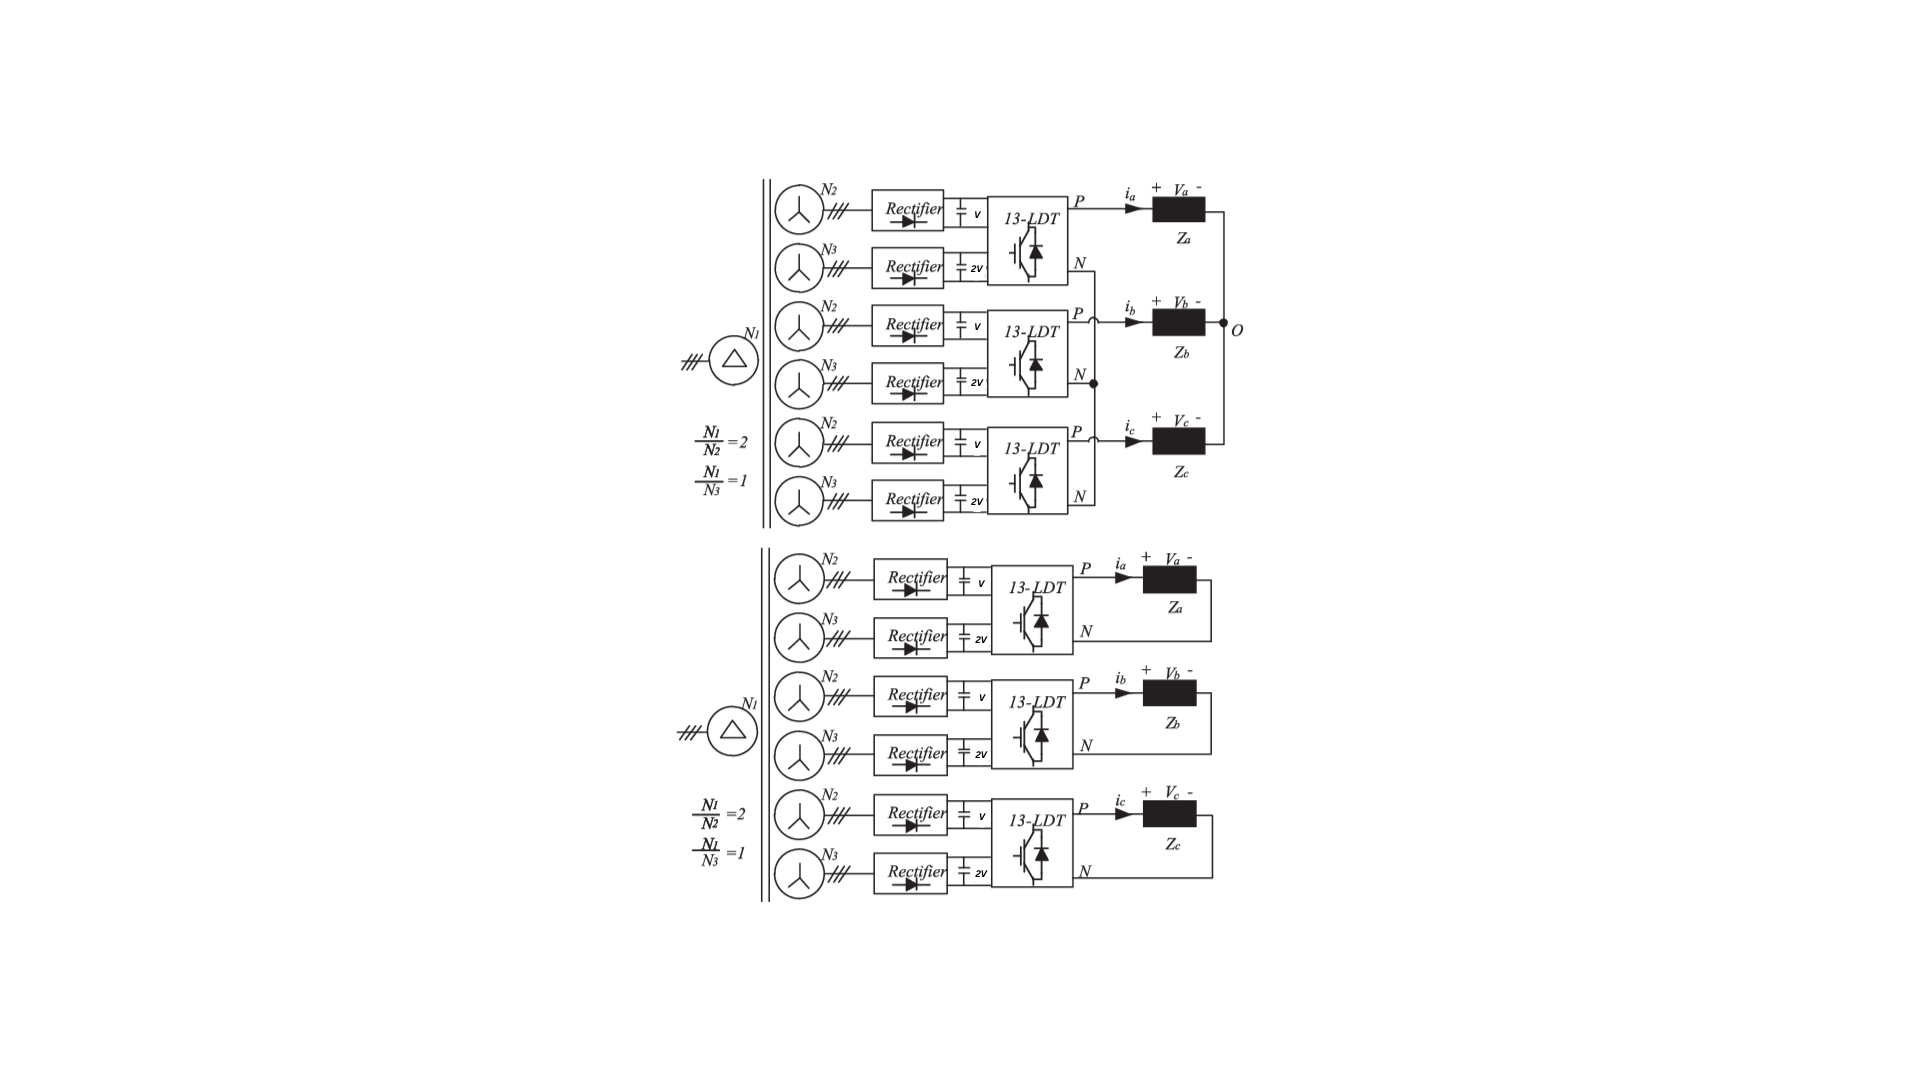 N2 Rectifier V 13-LDT P ia + Va -
Za
N3 Rectifier 2V N
N2 Rectifier V 13-LDT P ib + Vb -
N1 O
Zb
N3 Rectifier 2V N
N2 Rectifier V 13-LDT P ic + Vc -
N1/N2 =2
Zc
N1/N3 =1
N3 Rectifier 2V N
N2 Rectifier V 13-LDT P ia + Va -
Za
N3 Rectifier 2V N
N2 Rectifier V 13-LDT P ib + Vb -
N1
Zb
N3 Rectifier 2V N
N2 Rectifier V 13-LDT P ic + Vc -
N1/N2 =2
Zc
N1/N3 =1
N3 Rectifier 2V N